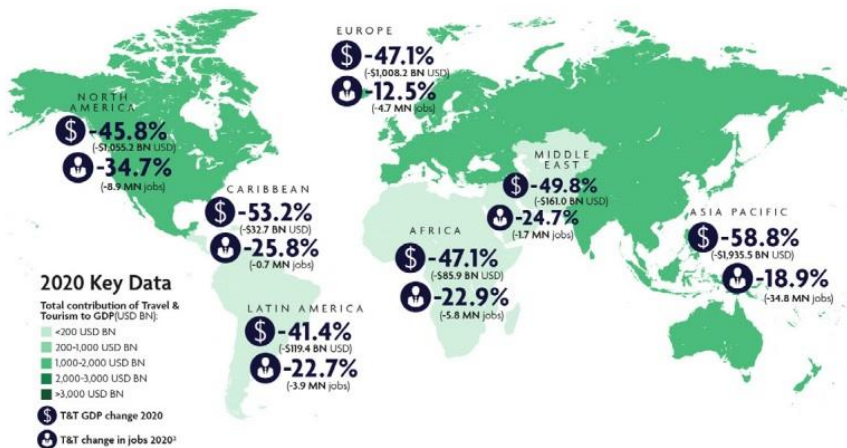 EUROPE
-47.1%
(-$1,008.2 BN USD)
-12.5%
(-4.7 MN jobs)
NORTH
AMERICA
$ -45.8%
(-$1,055.2 BN USD)
-34.7%
(-8.9 MN jobs)
CARIBBEAN
$ -53.2%
(-$32.7 BN USD)
-25.8%
(-0.7 MN jobs)
MIDDLE
EAST
$ -49.8%
(-$161.0 BN USD)
-24.7%
(-1.7 MN jobs)
AFRICA
$ -47.1%
(-$85.9 BN USD)
-22.9%
(-5.8 MN jobs)
ASIA PACIFIC
$ -58.8%
(-$1,935.5 BN USD)
-18.9%
(-34.8 MN jobs)
LATIN AMERICA
$ -41.4%
(-$119.4 BN USD)
-22.7%
(-3.9 MN jobs)
2020 Key Data
Total contribution of Travel &
Tourism to GDP(USD BN):
<200 USD BN
200-1,000 USD BN
1,000-2,000 USD BN
2,000-3,000 USD BN
>3,000 USD BN
$ T&T GDP change 2020
T&T change in jobs 2020²